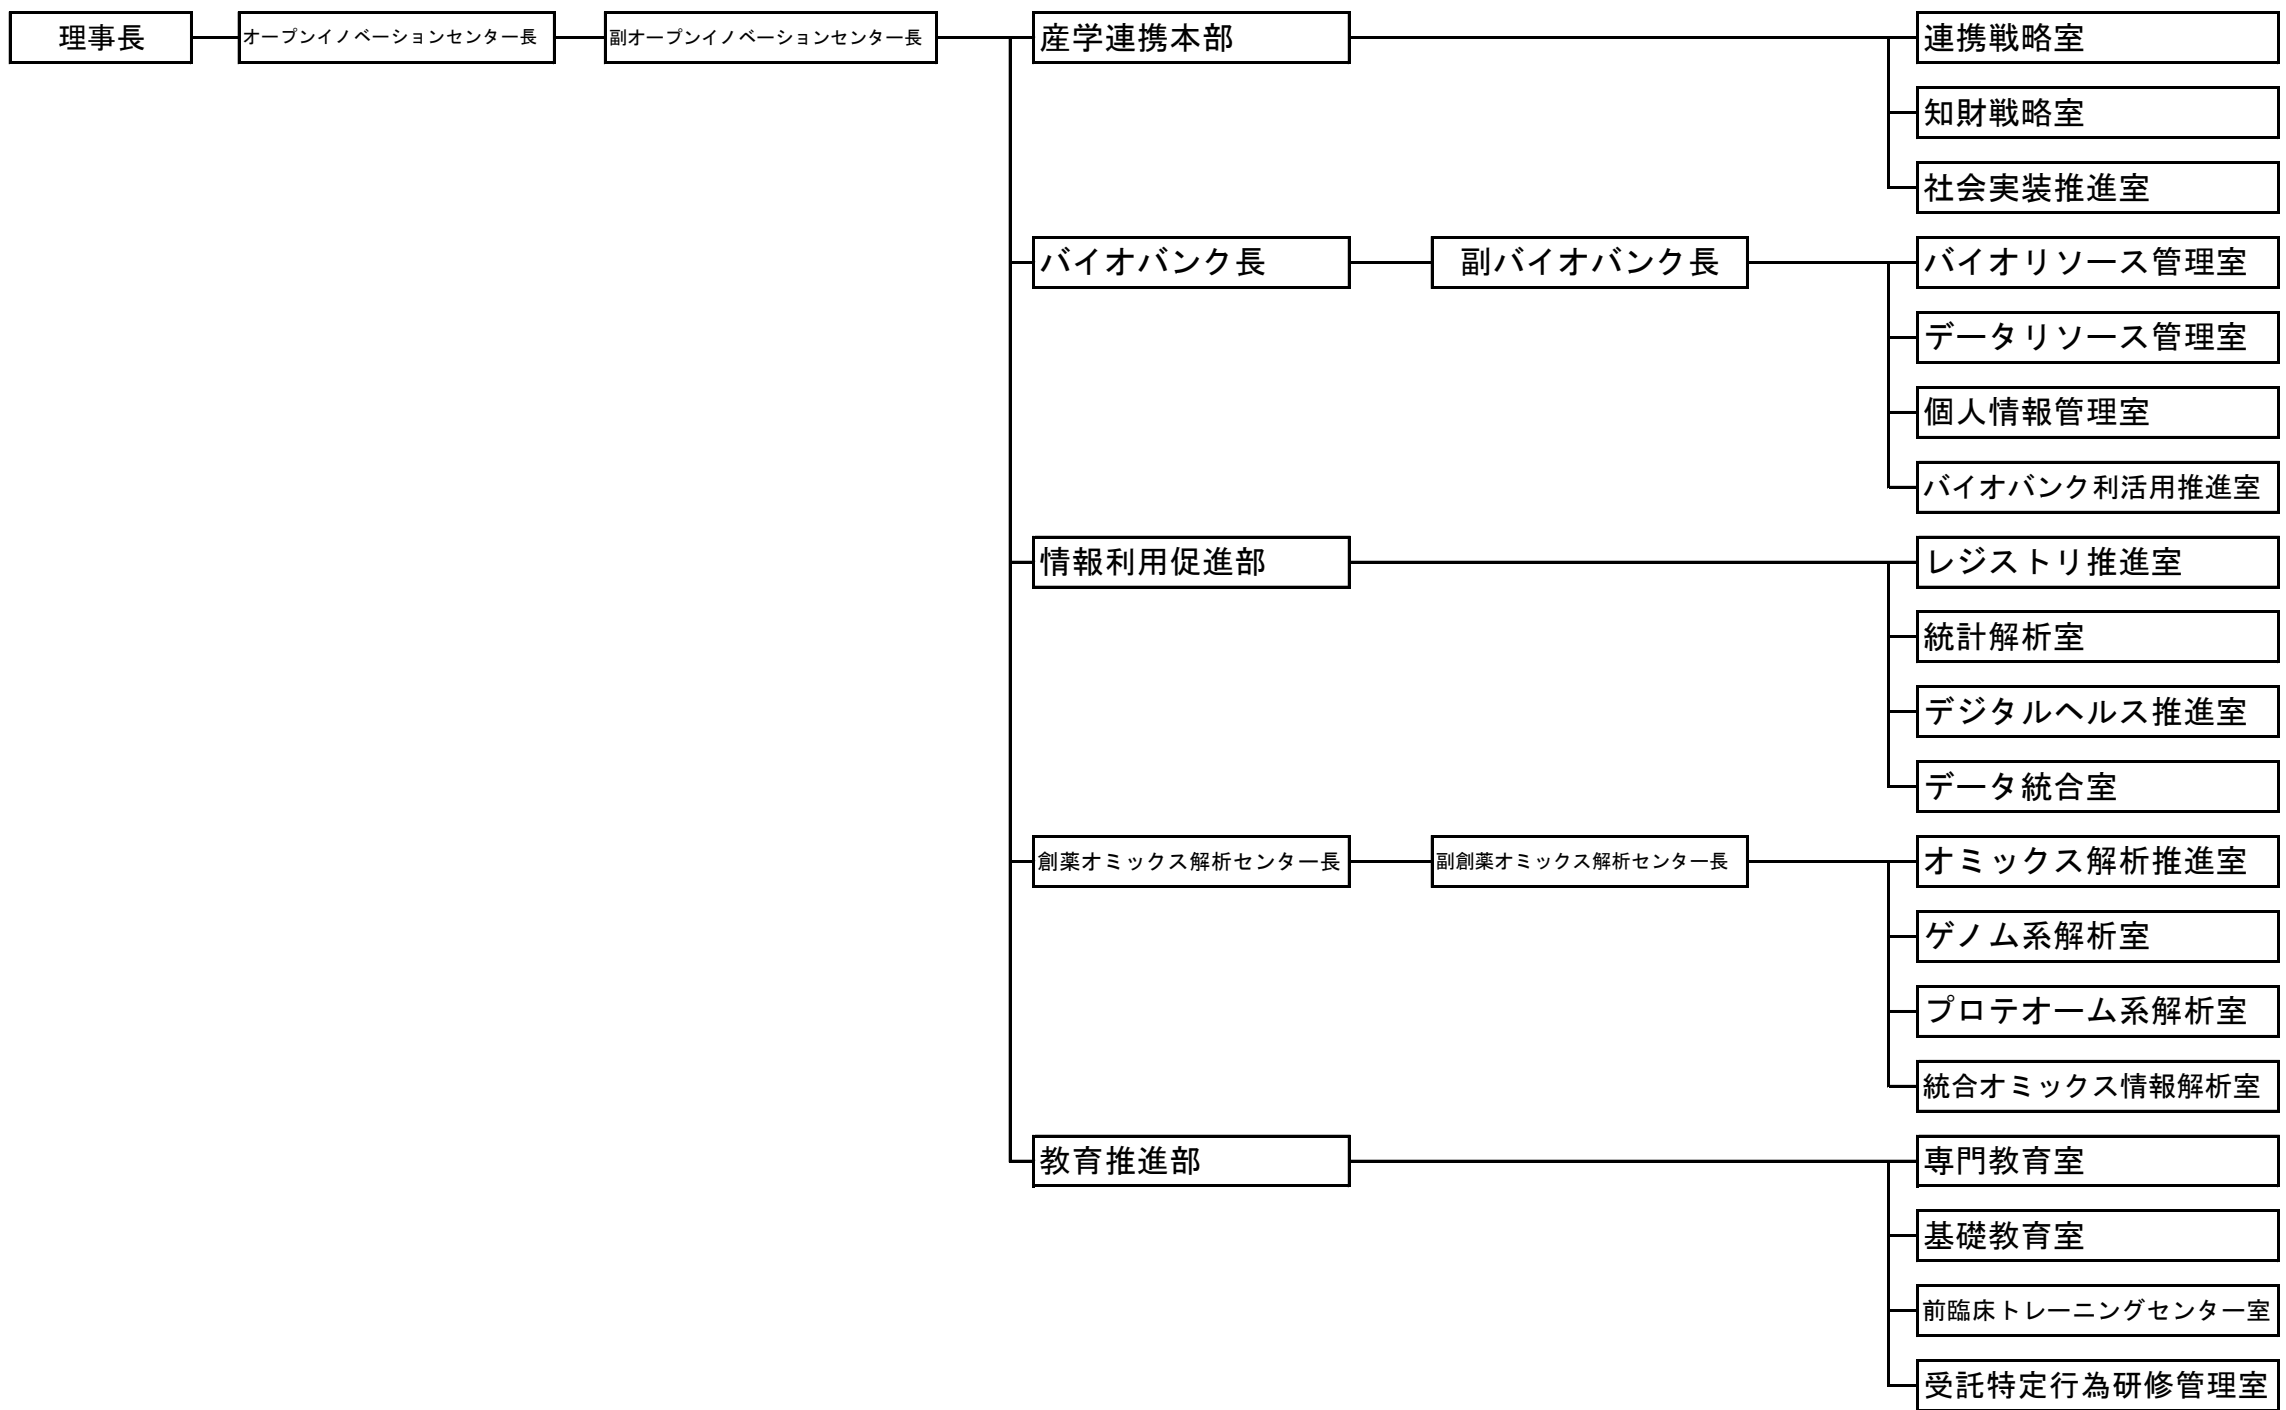 理事長
オープンイノベーションセンター長
副オープンイノベーションセンター長
産学連携本部
連携戦略室
知財戦略室
社会実装推進室
バイオバンク長
副バイオバンク長
バイオリソース管理室
データリソース管理室
個人情報管理室
バイオバンク利活用推進室
情報利用促進部
レジストリ推進室
統計解析室
デジタルヘルス推進室
データ統合室
創薬オミックス解析センター長
副創薬オミックス解析センター長
オミックス解析推進室
ゲノム系解析室
プロテオーム系解析室
統合オミックス情報解析室
教育推進部
専門教育室
基礎教育室
前臨床トレーニングセンター室
受託特定行為研修管理室